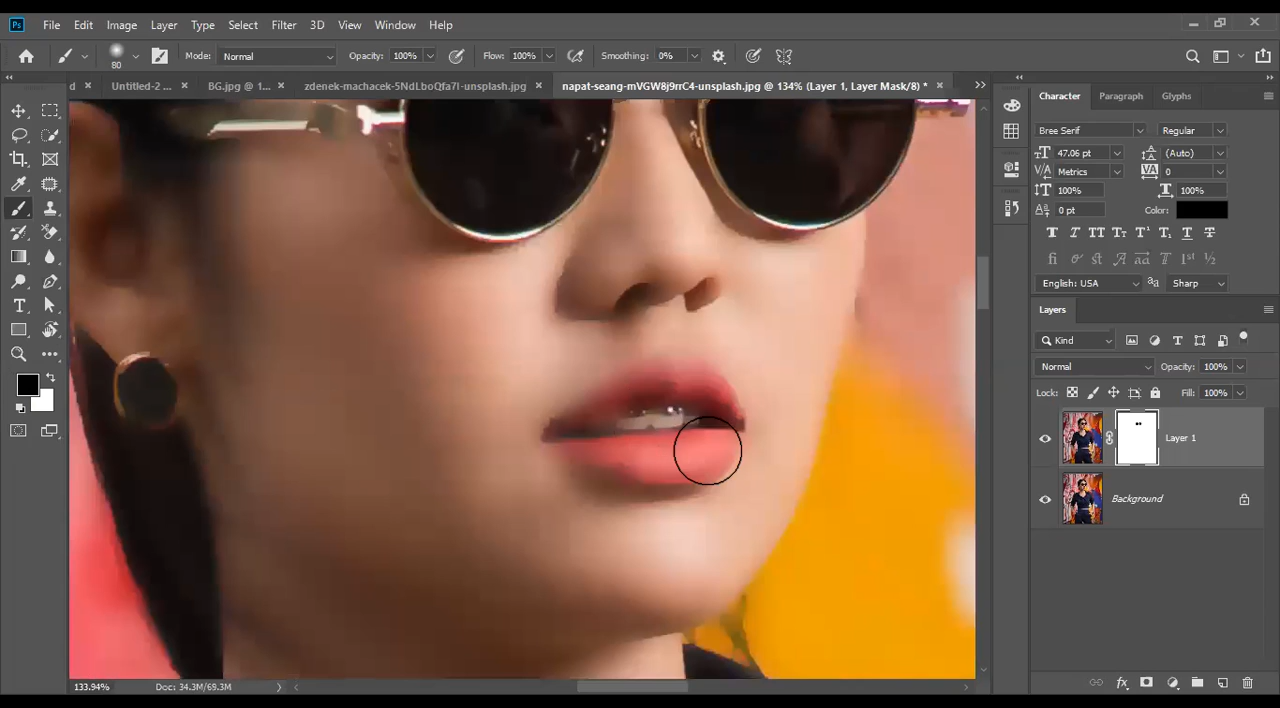 Ps File Edit Image Layer Type Select Filter 3D View Window Help
80 Mode: Normal Opacity: 100% Flow: 100% Smoothing: 0%
d Untitled-2 ... BG.jpg @ 1... zdenek-machacek-5NdLboQfa7I-unsplash.jpg napat-seang-mVGW8j9rrC4-unsplash.jpg @ 134% (Layer 1, Layer Mask/8) *
Character Paragraph Glyphs
Bree Serif Regular
47.06 pt (Auto)
Metrics 0
100% 100%
0 pt Color:
English: USA Sharp
Layers
Kind
Normal Opacity: 100%
Lock: Fill: 100%
Layer 1
Background
133.94% Doc: 34.3M/69.3M